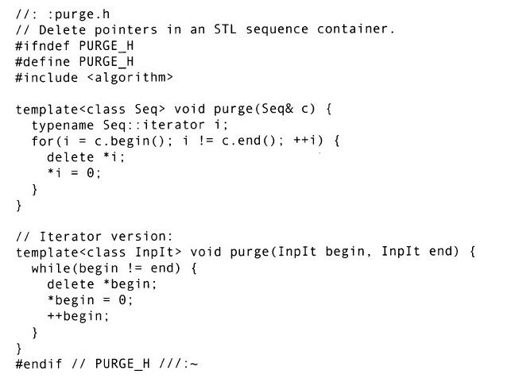 //: :purge.h
// Delete pointers in an STL sequence container.
#ifndef PURGE_H
#define PURGE_H
#include <algorithm>

template<class Seq> void purge(Seq& c) {
  typename Seq::iterator i;
  for(i = c.begin(); i != c.end(); ++i) {
    delete *i;
    *i = 0;
  }
}

// Iterator version:
template<class InpIt> void purge(InpIt begin, InpIt end) {
  while(begin != end) {
    delete *begin;
    *begin = 0;
    ++begin;
  }
}
#endif // PURGE_H ///:~